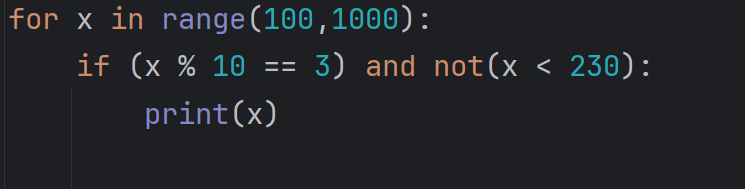 for x in range(100,1000):
    if (x % 10 == 3) and not(x < 230):
        print(x)